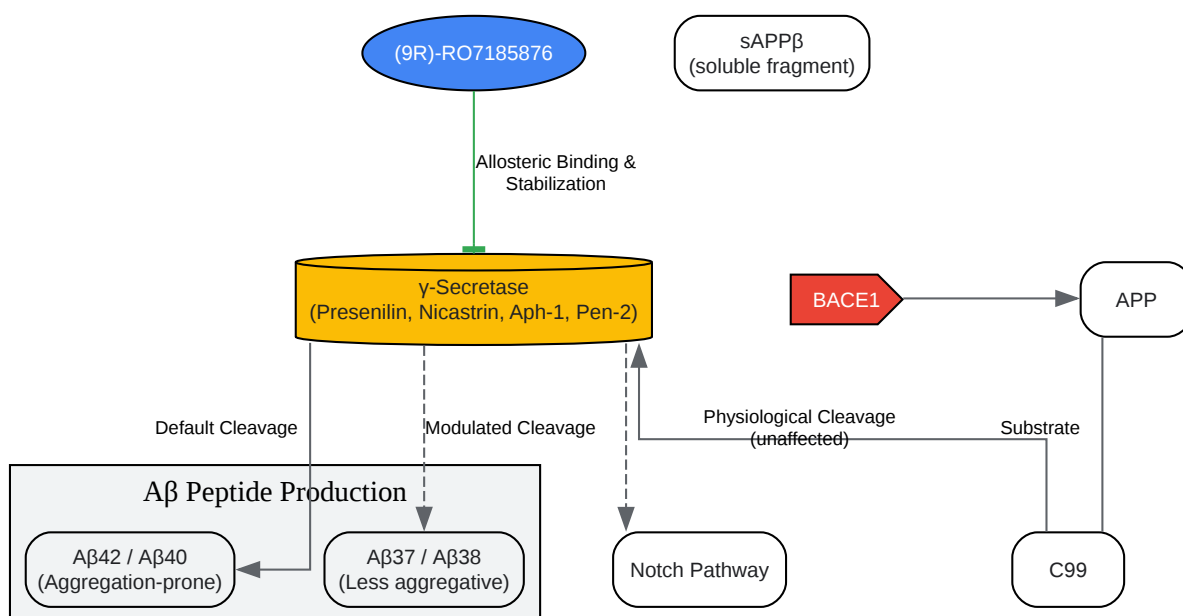 (9R)-RO7185876
sAPPβ
(soluble fragment)
Allosteric Binding &
Stabilization
γ-Secretase
(Presenilin, Nicastrin, Aph-1, Pen-2)
BACE1
APP
Default Cleavage
Modulated Cleavage
Physiological Cleavage
(unaffected)
Substrate
Aβ Peptide Production
Aβ42 / Aβ40
(Aggregation-prone)
Aβ37 / Aβ38
(Less aggregative)
Notch Pathway
C99